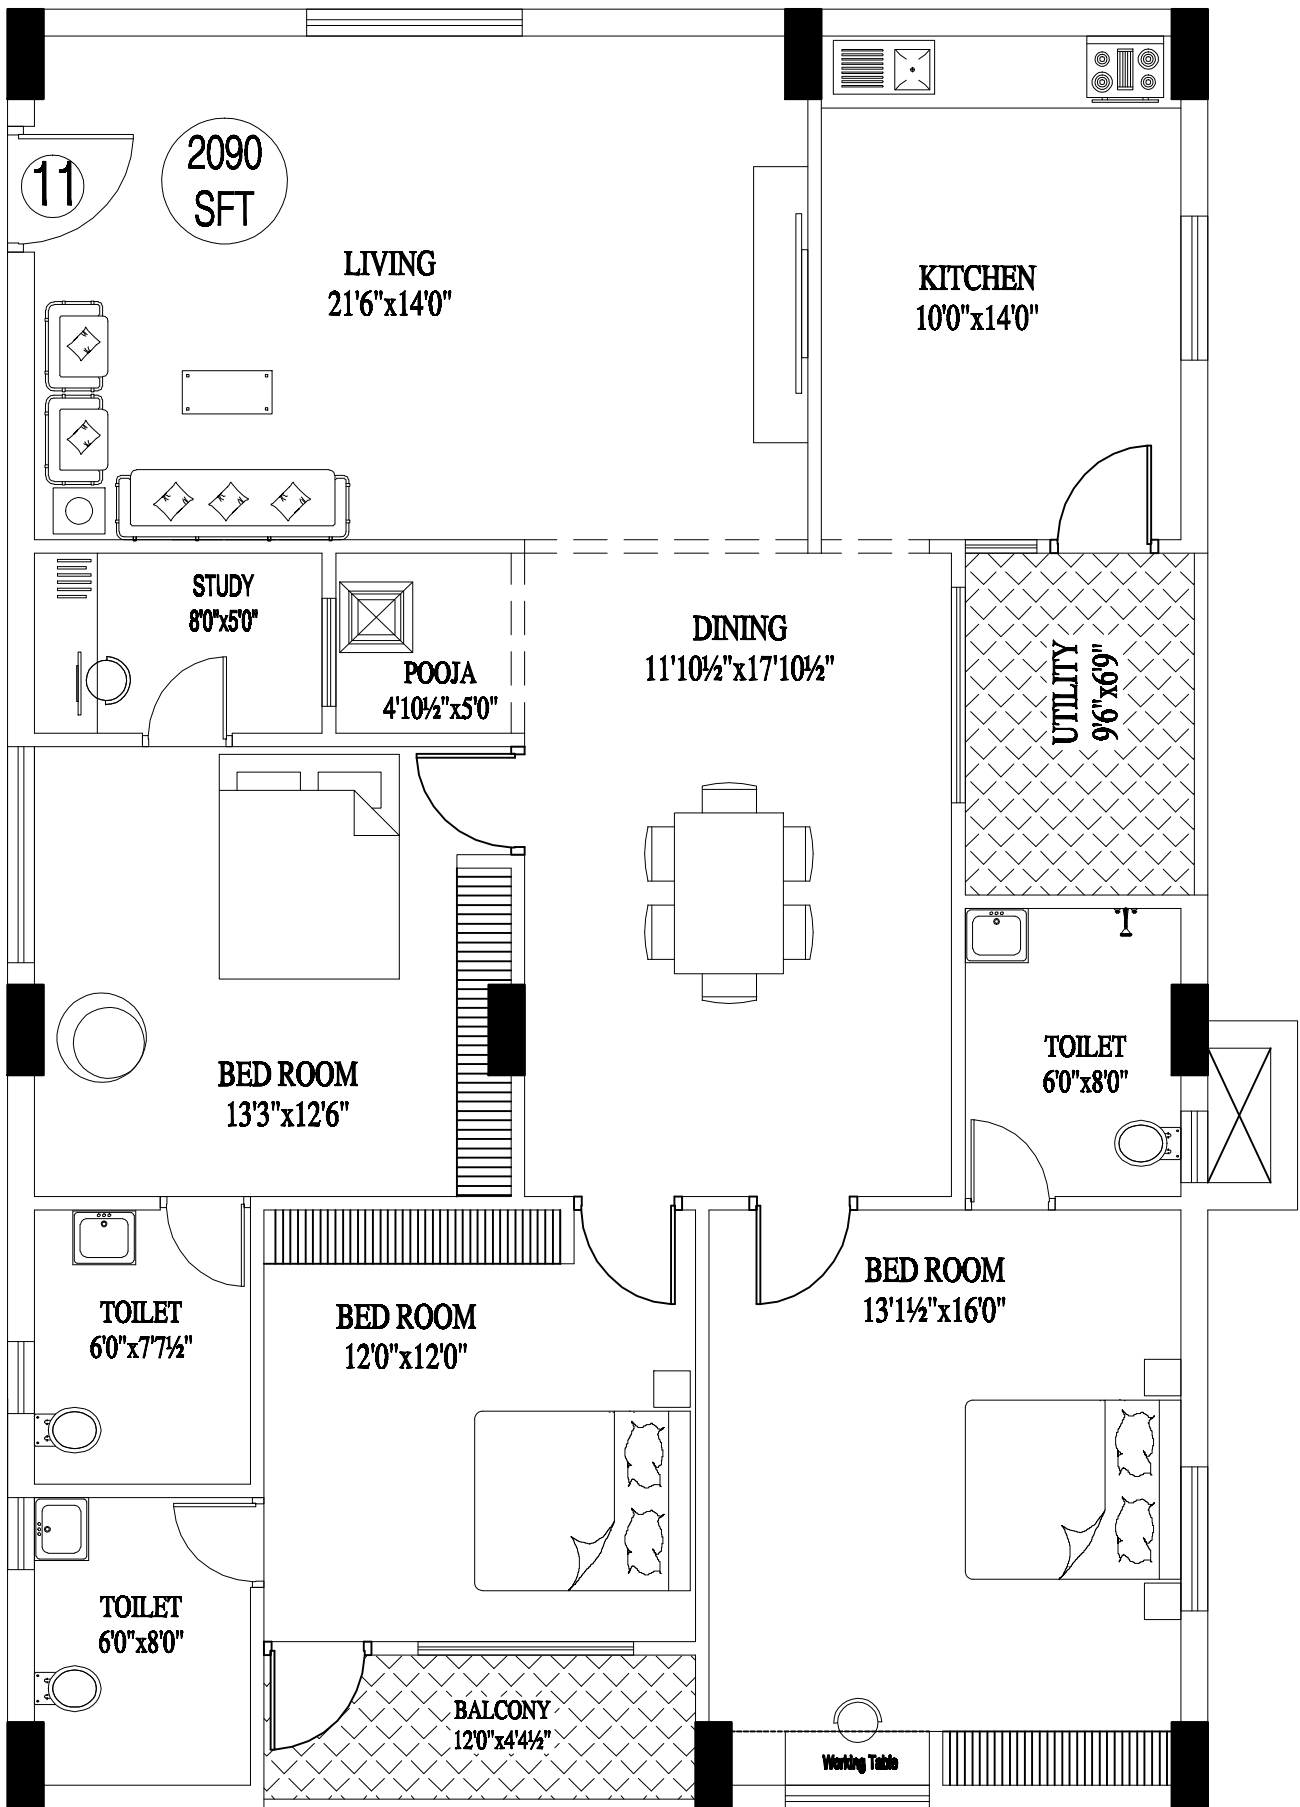 11
2090
SFT
LIVING
21'6"x14'0"
KITCHEN
10'0"x14'0"
STUDY
8'0"x5'0"
POOJA
4'10½"x5'0"
DINING
11'10½"x17'10½"
UTILITY
9'6"x6'9"
BED ROOM
13'3"x12'6"
TOILET
6'0"x8'0"
TOILET
6'0"x7'7½"
BED ROOM
12'0"x12'0"
BED ROOM
13'1½"x16'0"
TOILET
6'0"x8'0"
BALCONY
12'0"x4'4½"
Working Table